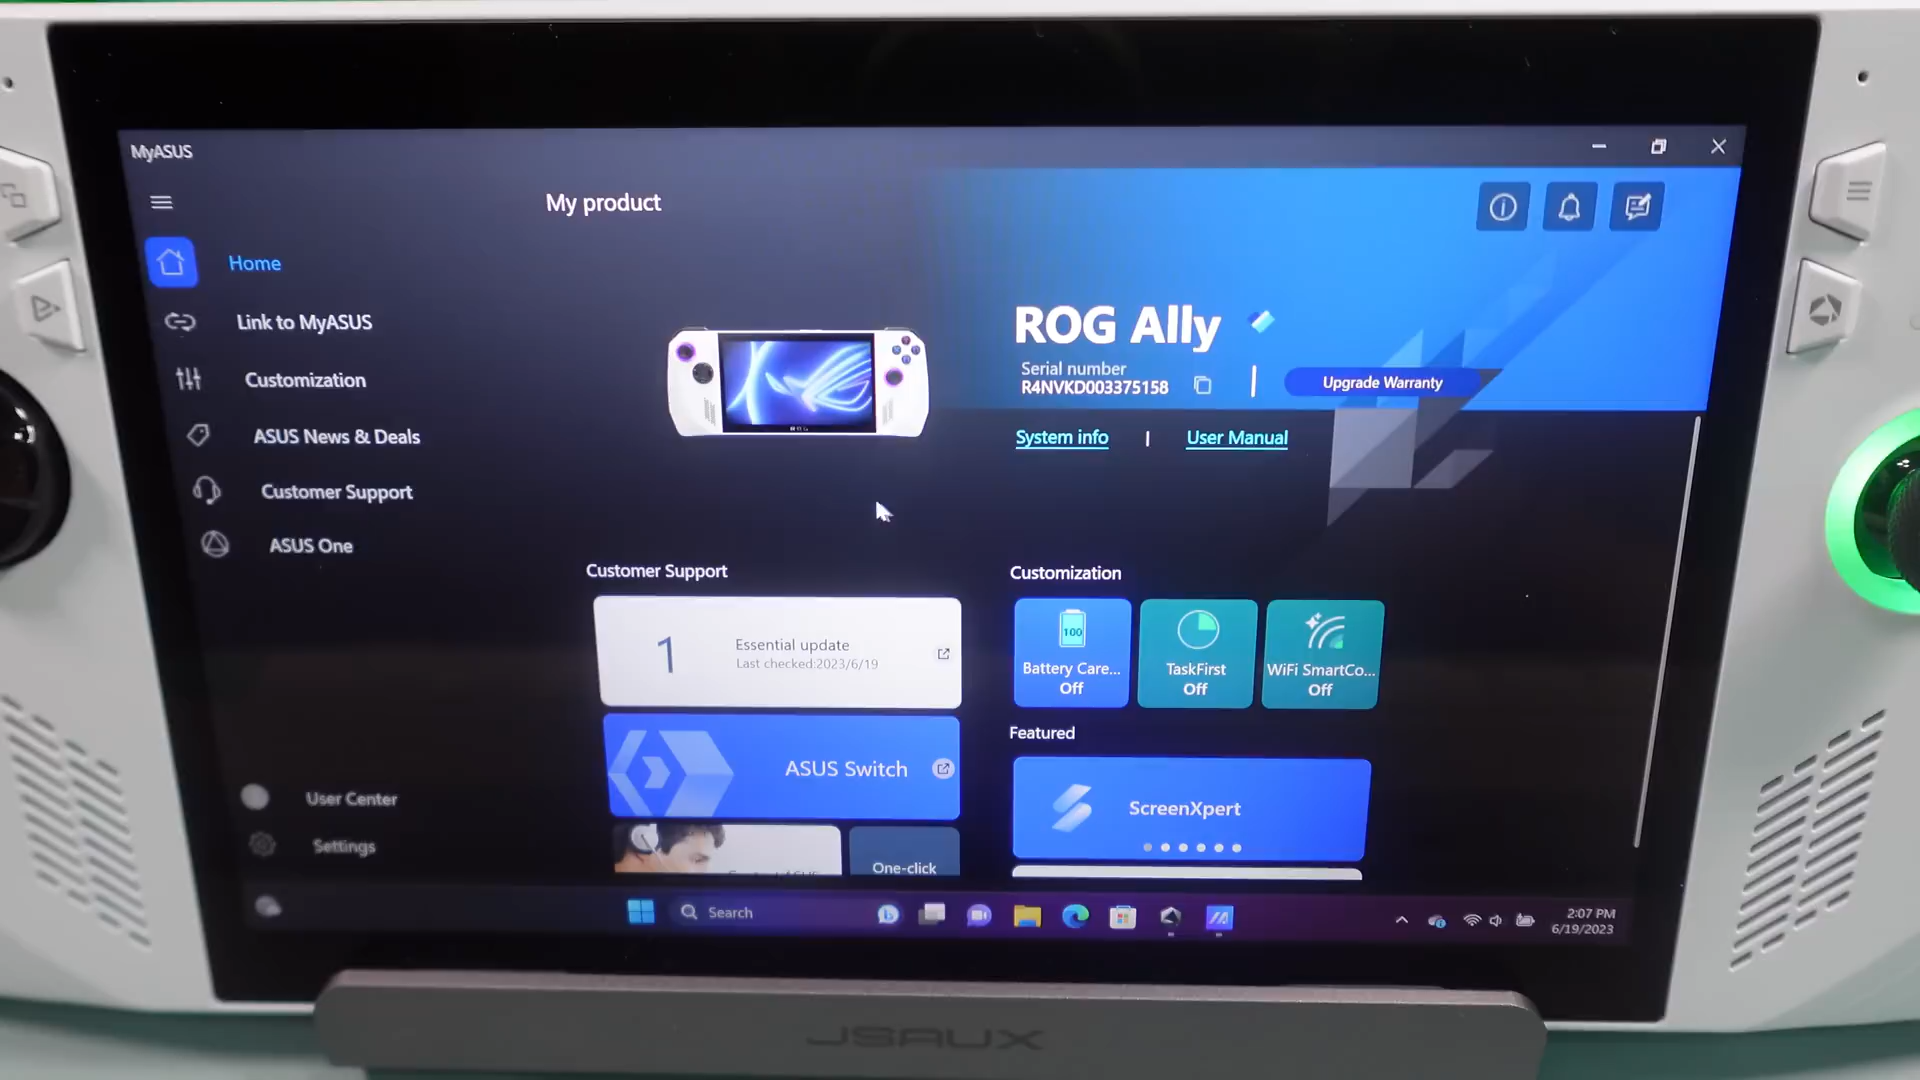 MyASUS
My product
Home
Link to MyASUS
Customization
ASUS News & Deals
Customer Support
ASUS One
User Center
Settings
ROG Ally
Serial number
R4NVKD003375158
Upgrade Warranty
System info | User Manual
Customer Support
1
Essential update
Last checked:2023/6/19
ASUS Switch
One-click
Customization
100
Battery Care...
Off
TaskFirst
Off
WiFi SmartCo...
Off
Featured
ScreenXpert
Search
2:07 PM
6/19/2023
JSAUX